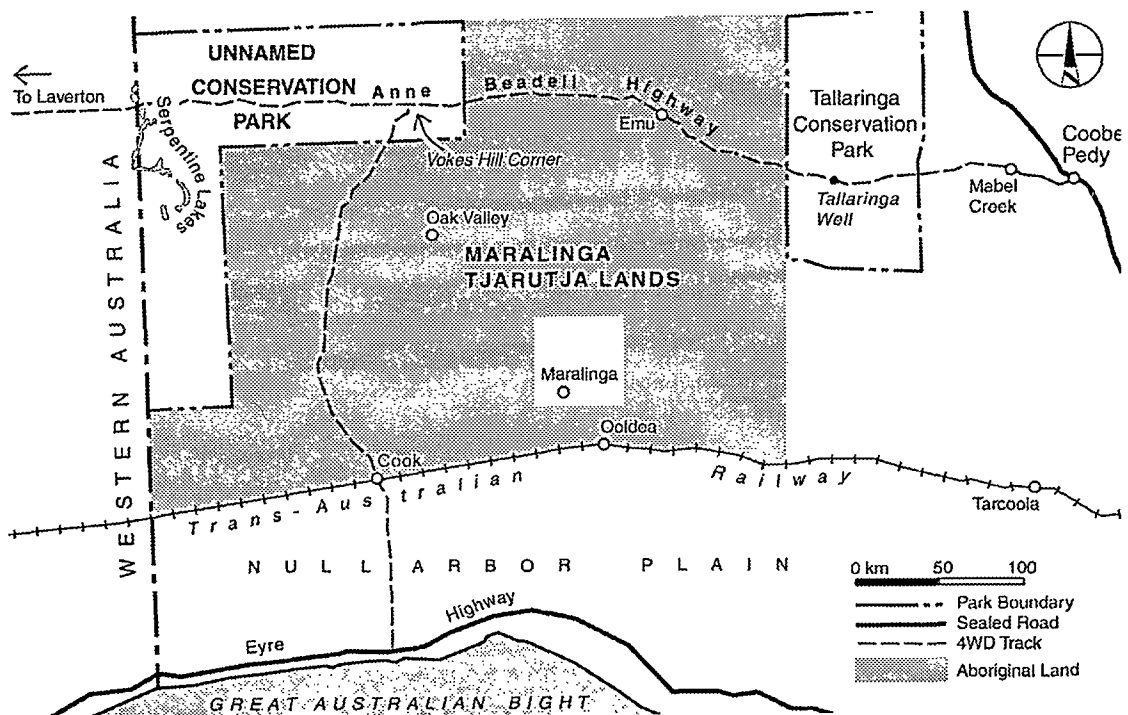 UNNAMED
CONSERVATION
PARK
To Laverton
Anne Beadell Highway
Emu
Tallaringa
Conservation
Park
Coobe
Pedy
Mabel
Creek
Tallaringa
Well
Vokes Hill Corner
Serpentine Lakes
WESTERN AUSTRALIA
Oak Valley
MARALINGA
TJARUTJA LANDS
Maralinga
Ooldea
Cook
Trans-Australian Railway
Tarcoola
NULLARBOR PLAIN
0 km 50 100
Park Boundary
Sealed Road
4WD Track
Aboriginal Land
Eyre Highway
GREAT AUSTRALIAN BIGHT
N